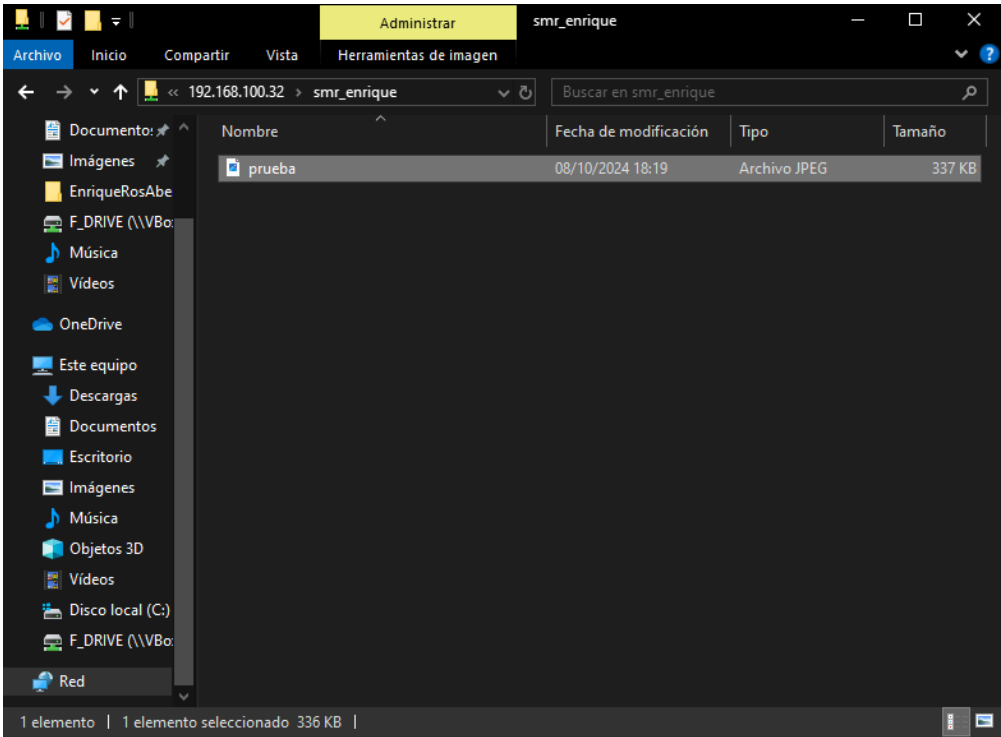 Administrar
smr_enrique
Archivo Inicio Compartir Vista Herramientas de imagen
« 192.168.100.32 › smr_enrique
Buscar en smr_enrique
Documentos
Imágenes
EnriqueRosAbe
F_DRIVE (\\VBo
Música
Vídeos
OneDrive
Este equipo
Descargas
Documentos
Escritorio
Imágenes
Música
Objetos 3D
Vídeos
Disco local (C:)
F_DRIVE (\\VBo
Red
Nombre Fecha de modificación Tipo Tamaño
prueba 08/10/2024 18:19 Archivo JPEG 337 KB
1 elemento | 1 elemento seleccionado 336 KB |